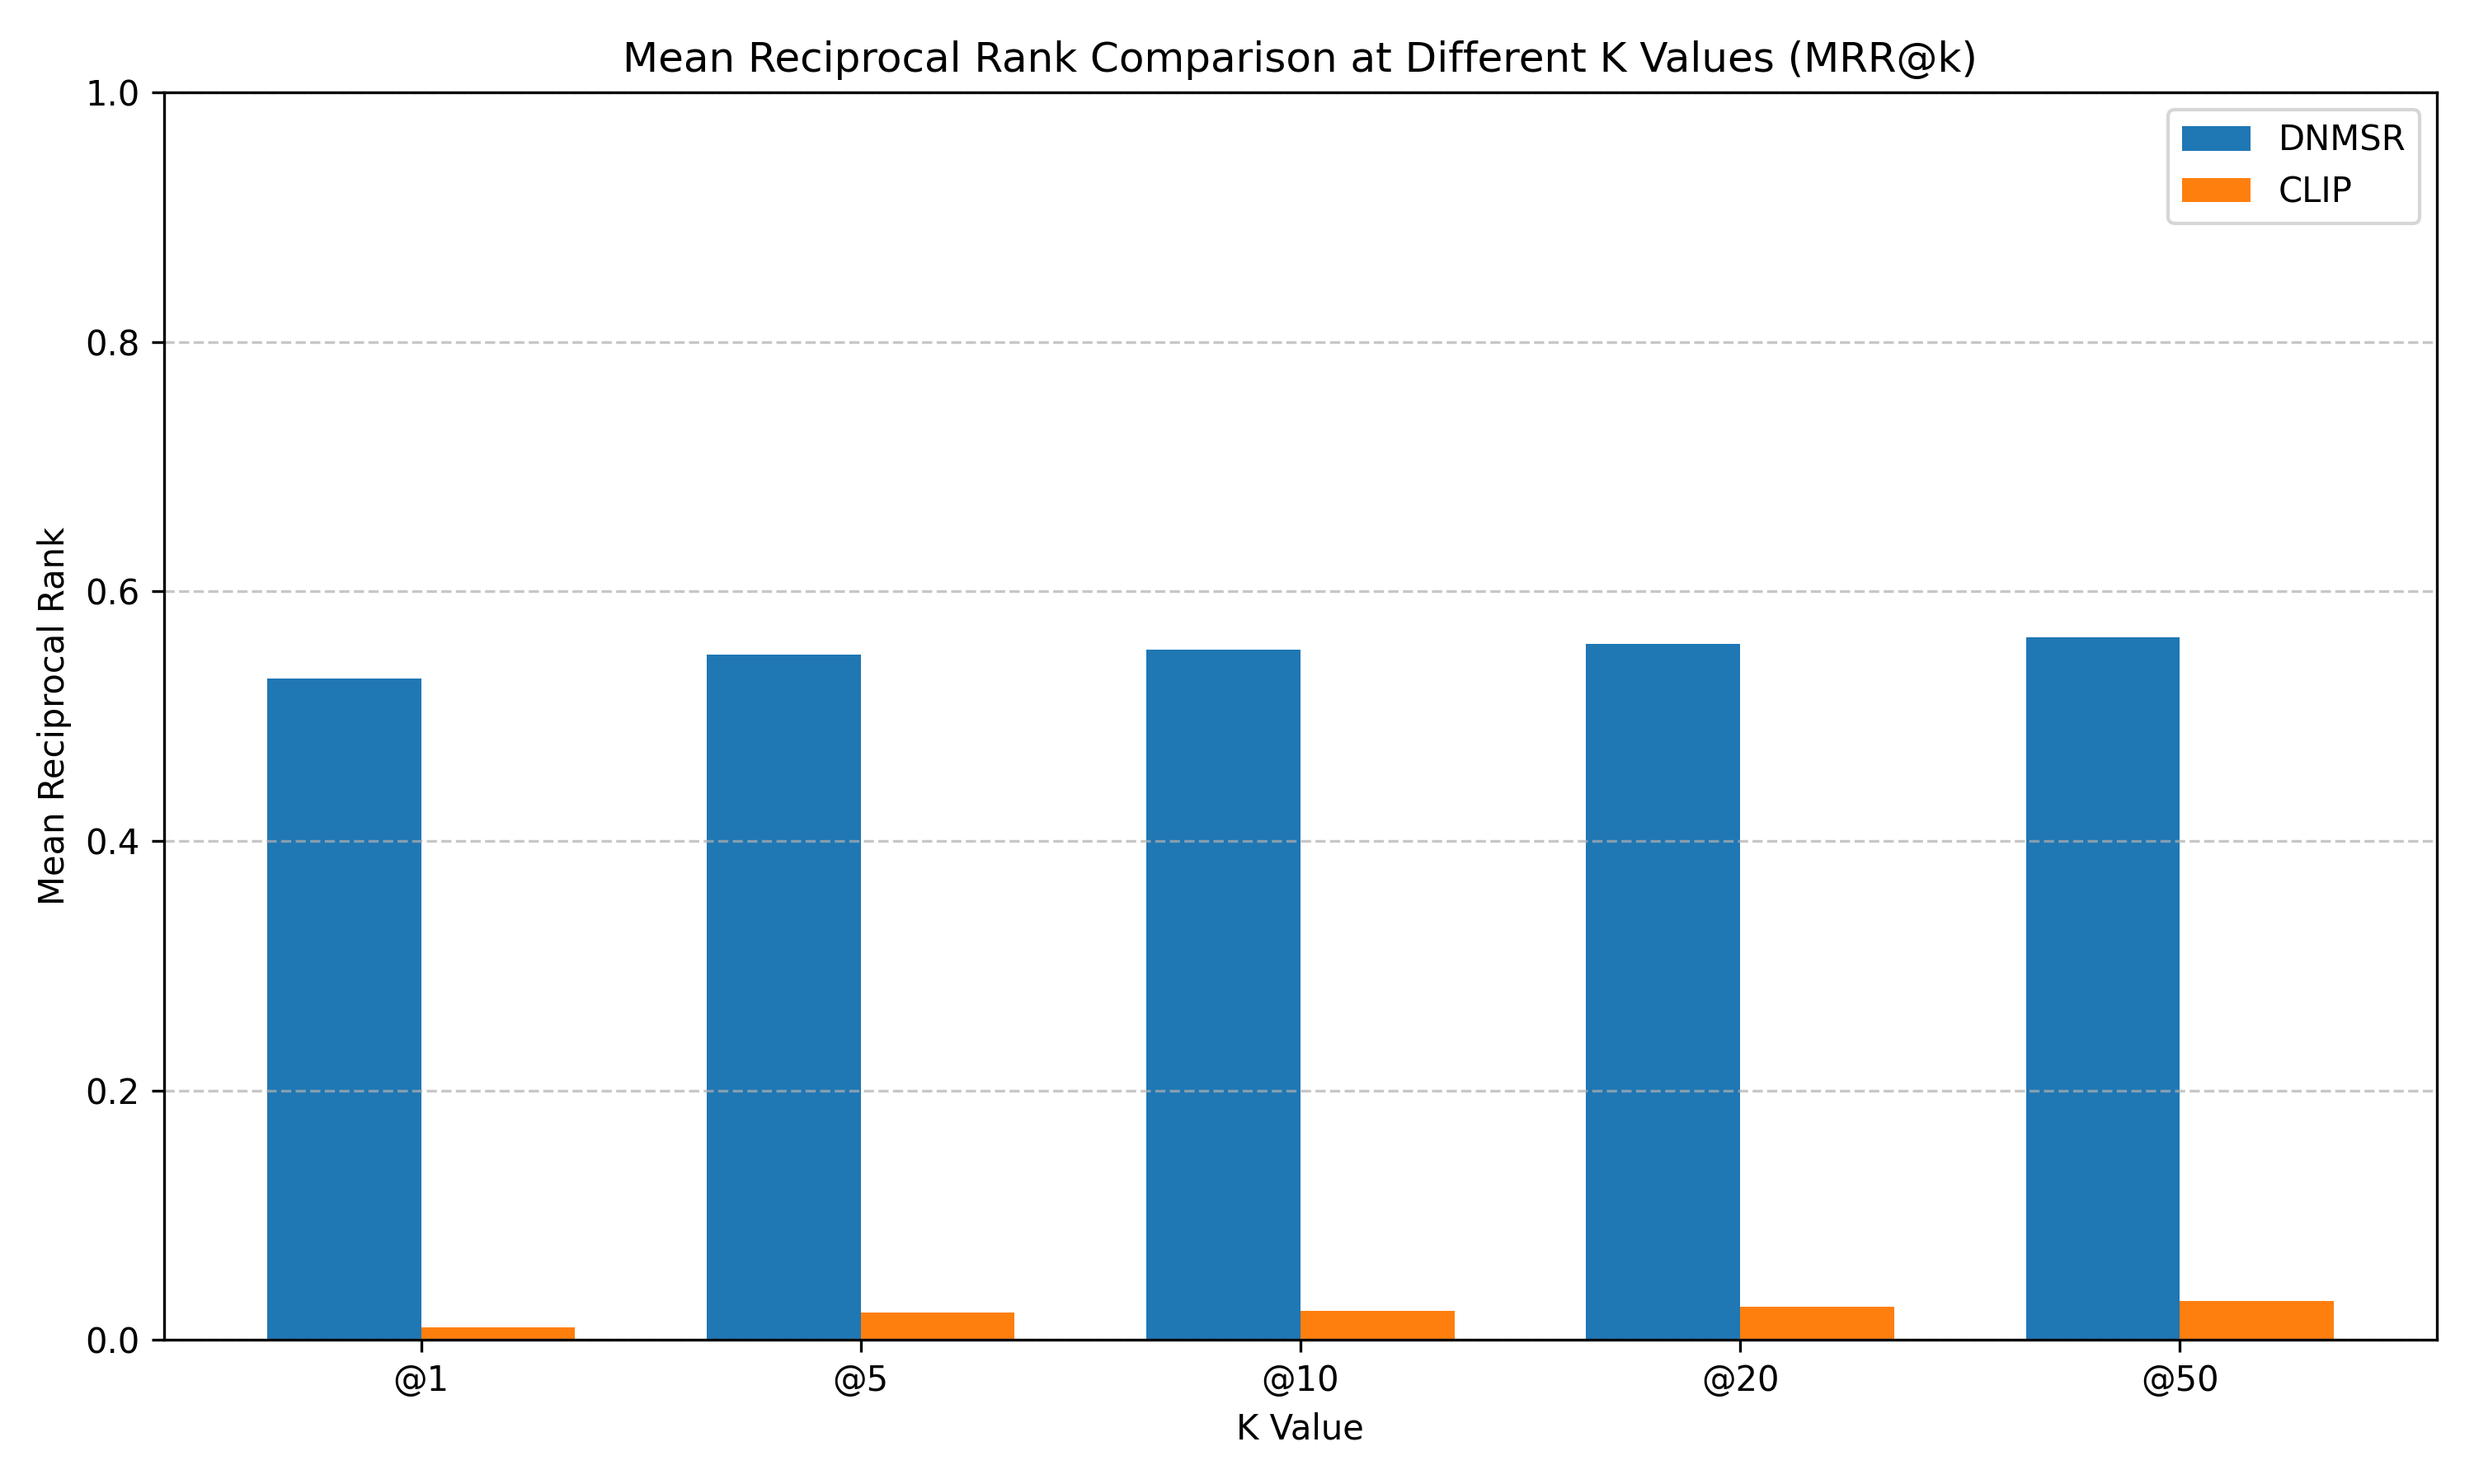 Mean Reciprocal Rank Comparison at Different K Values (MRR@k)
DNMSR
CLIP
Mean Reciprocal Rank
1.0
0.8
0.6
0.4
0.2
0.0
@1 @5 @10 @20 @50
K Value